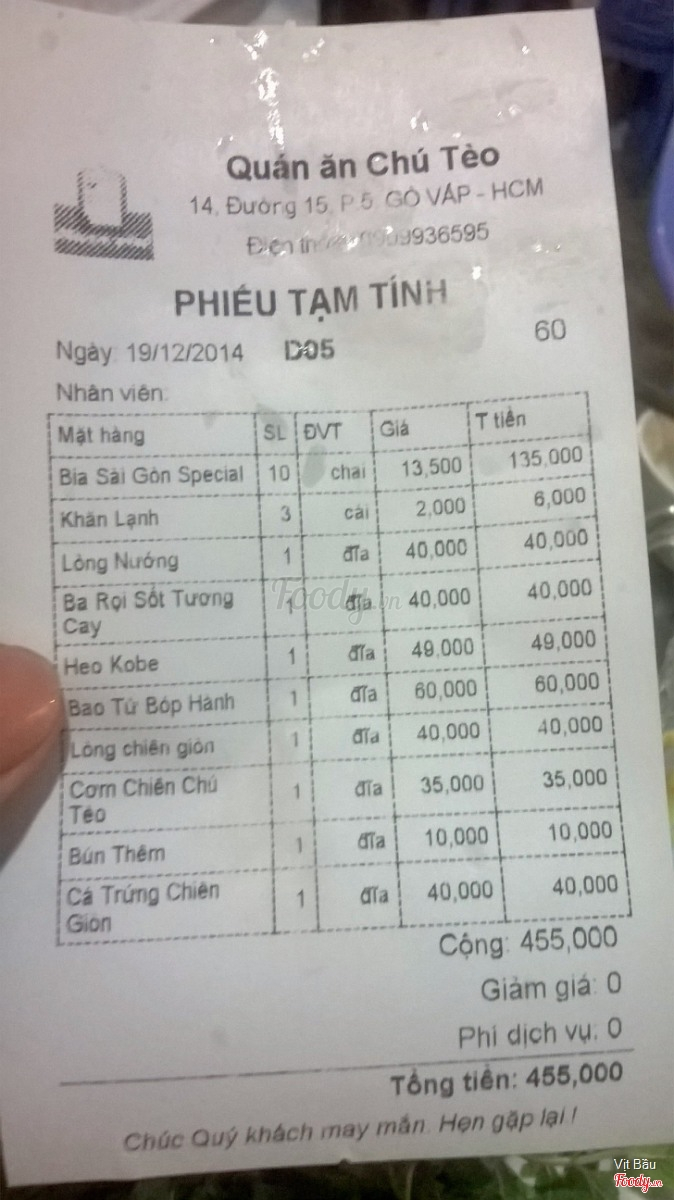 Quán ăn Chú Tèo
14, Đường 15, P.5, GÒ VẤP - HCM
Điện 936595
PHIẾU TẠM TÍNH
60
Ngày: 19/12/2014 D05
Nhân viên:
Mặt hàng SL ĐVT Giá T tiền
Bia Sài Gòn Special 10 chai 13,500 135,000
Khăn Lạnh 3 cái 2,000 6,000
Lòng Nướng 1 đĩa 40,000 40,000
Ba Rọi Sốt Tương 1 đĩa 40,000 40,000
Cay
Heo Kobe 1 đĩa 49,000 49,000
Bao Tử Bóp Hành 1 đĩa 60,000 60,000
Lòng chiên giòn 1 đĩa 40,000 40,000
Cơm Chiên Chú 1 đĩa 35,000 35,000
Tèo
Bún Thêm 1 đĩa 10,000 10,000
Cá Trứng Chiên 1 đĩa 40,000 40,000
Giòn
Cộng: 455,000
Giảm giá: 0
Phí dịch vụ: 0
Tổng tiền: 455,000
Chúc Quý khách may mắn. Hẹn gặp lại !
Foody.vn
Vịt Bầu
Foody.vn